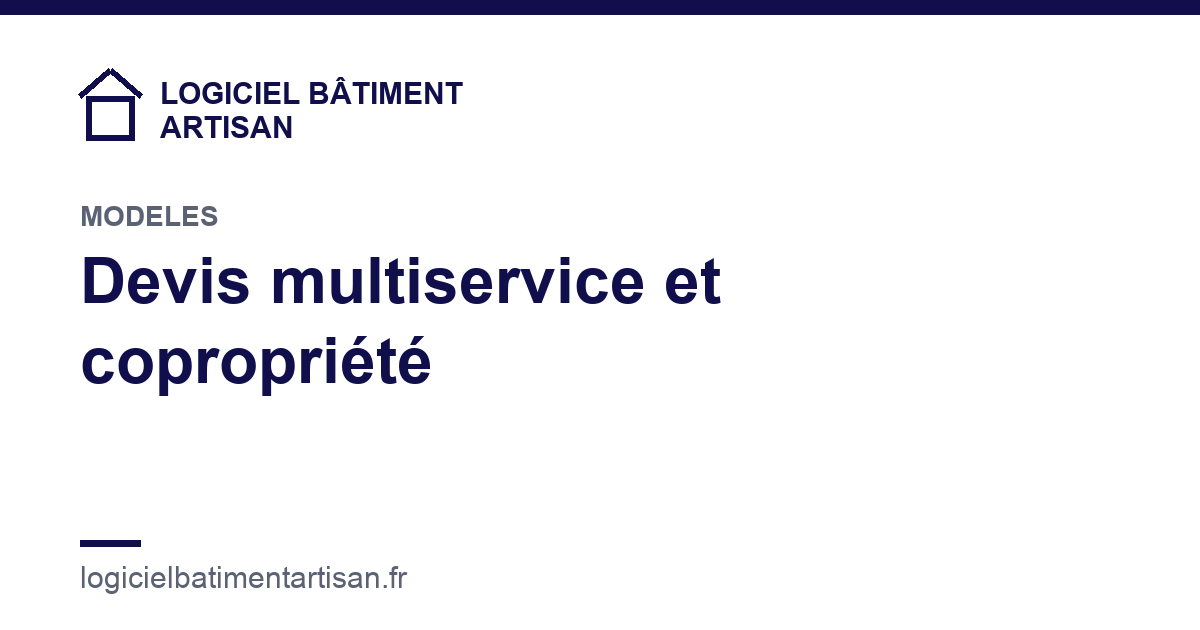 LOGICIEL BÂTIMENT
ARTISAN
MODELES
Devis multiservice et
copropriété
logicielbatimentartisan.fr